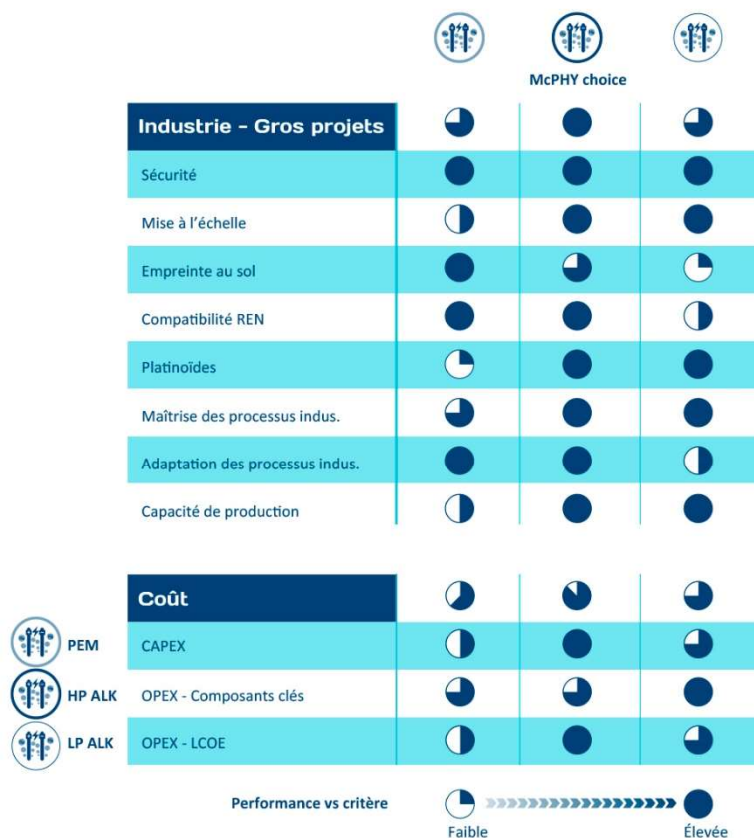 McPHY choice
Industrie - Gros projets
Sécurité
Mise à l'échelle
Empreinte au sol
Compatibilité REN
Platinoïdes
Maîtrise des processus indus.
Adaptation des processus indus.
Capacité de production
Coût
PEM CAPEX
HP ALK OPEX - Composants clés
LP ALK OPEX - LCOE
Performance vs critère
Faible Élevée